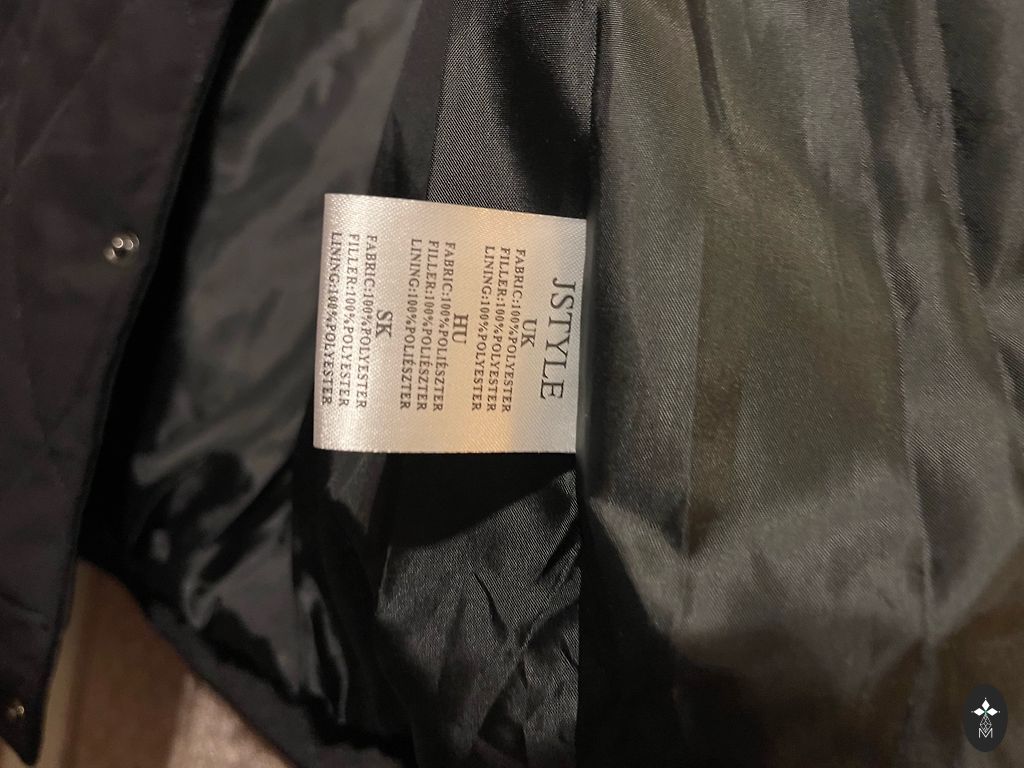 JSTYLE
UK
FABRIC:100%POLYESTER
FILLER:100%POLYESTER
LINING:100%POLYESTER
HU
FABRIC:100%POLIÉSZTER
FILLER:100%POLIÉSZTER
LINING:100%POLIÉSZTER
SK
FABRIC:100%POLYESTER
FILLER:100%POLYESTER
LINING:100%POLYESTER
M